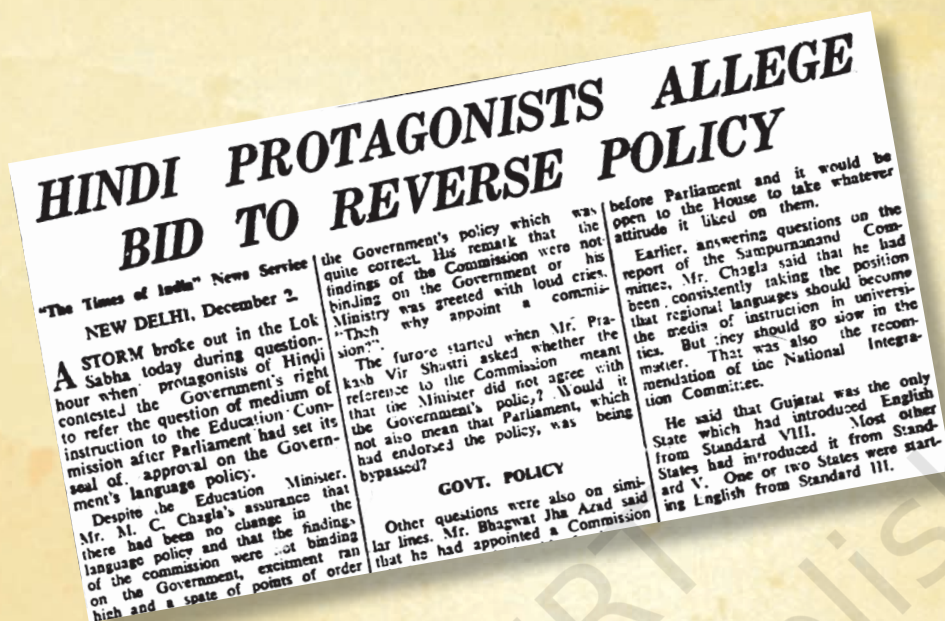 HINDI PROTAGONISTS ALLEGE
BID TO REVERSE POLICY
"The Times of India" News Service
NEW DELHI, December 2.
A STORM broke out in the Lok
Sabha today during question-
hour when protagonists of Hindi
contested the Government's right
to refer the question of medium of
instruction to the Education Com-
mission after Parliament had set its
seal of approval on the Govern-
ment's language policy.
Despite the Education Minister.
Mr. M. C. Chagla's assurance that
there had been no change in the
language policy and that the findings
of the commission were not binding
on the Government, excitment ran
high and a spate of points of order
the Government's policy which was
quite correct. His remark that the
findings of the Commission were not
binding on the Government or his
Ministry was greeted with loud cries.
"Then why appoint a commis-
sion?".
The furore started when Mr. Pra-
kash Vir Shastri asked whether the
reference to the Commission meant
that the Minister did not agree with
the Government's policy? Would it
not also mean that Parliament, which
had endorsed the policy, was being
bypassed?
GOVT. POLICY
Other questions were also on simi-
lar lines. Mr. Bhagwat Jha Azad said
that he had appointed a Commission
before Parliament and it would be
open to the House to take whatever
attitude it liked on them.
Earlier, answering questions on the
report of the Sampurnanand Com-
mittee, Mr. Chagla said that he had
been consistently taking the position
that regional languages should become
the media of instruction in universi-
ties. But they should go slow in the
matter. That was also the recom-
mendation of the National Integra-
tion Committee.
He said that Gujarat was the only
State which had introduced English
from Standard VIII. Most other
States had introduced it from Stand-
ard V. One or two States were start-
ing English from Standard III.